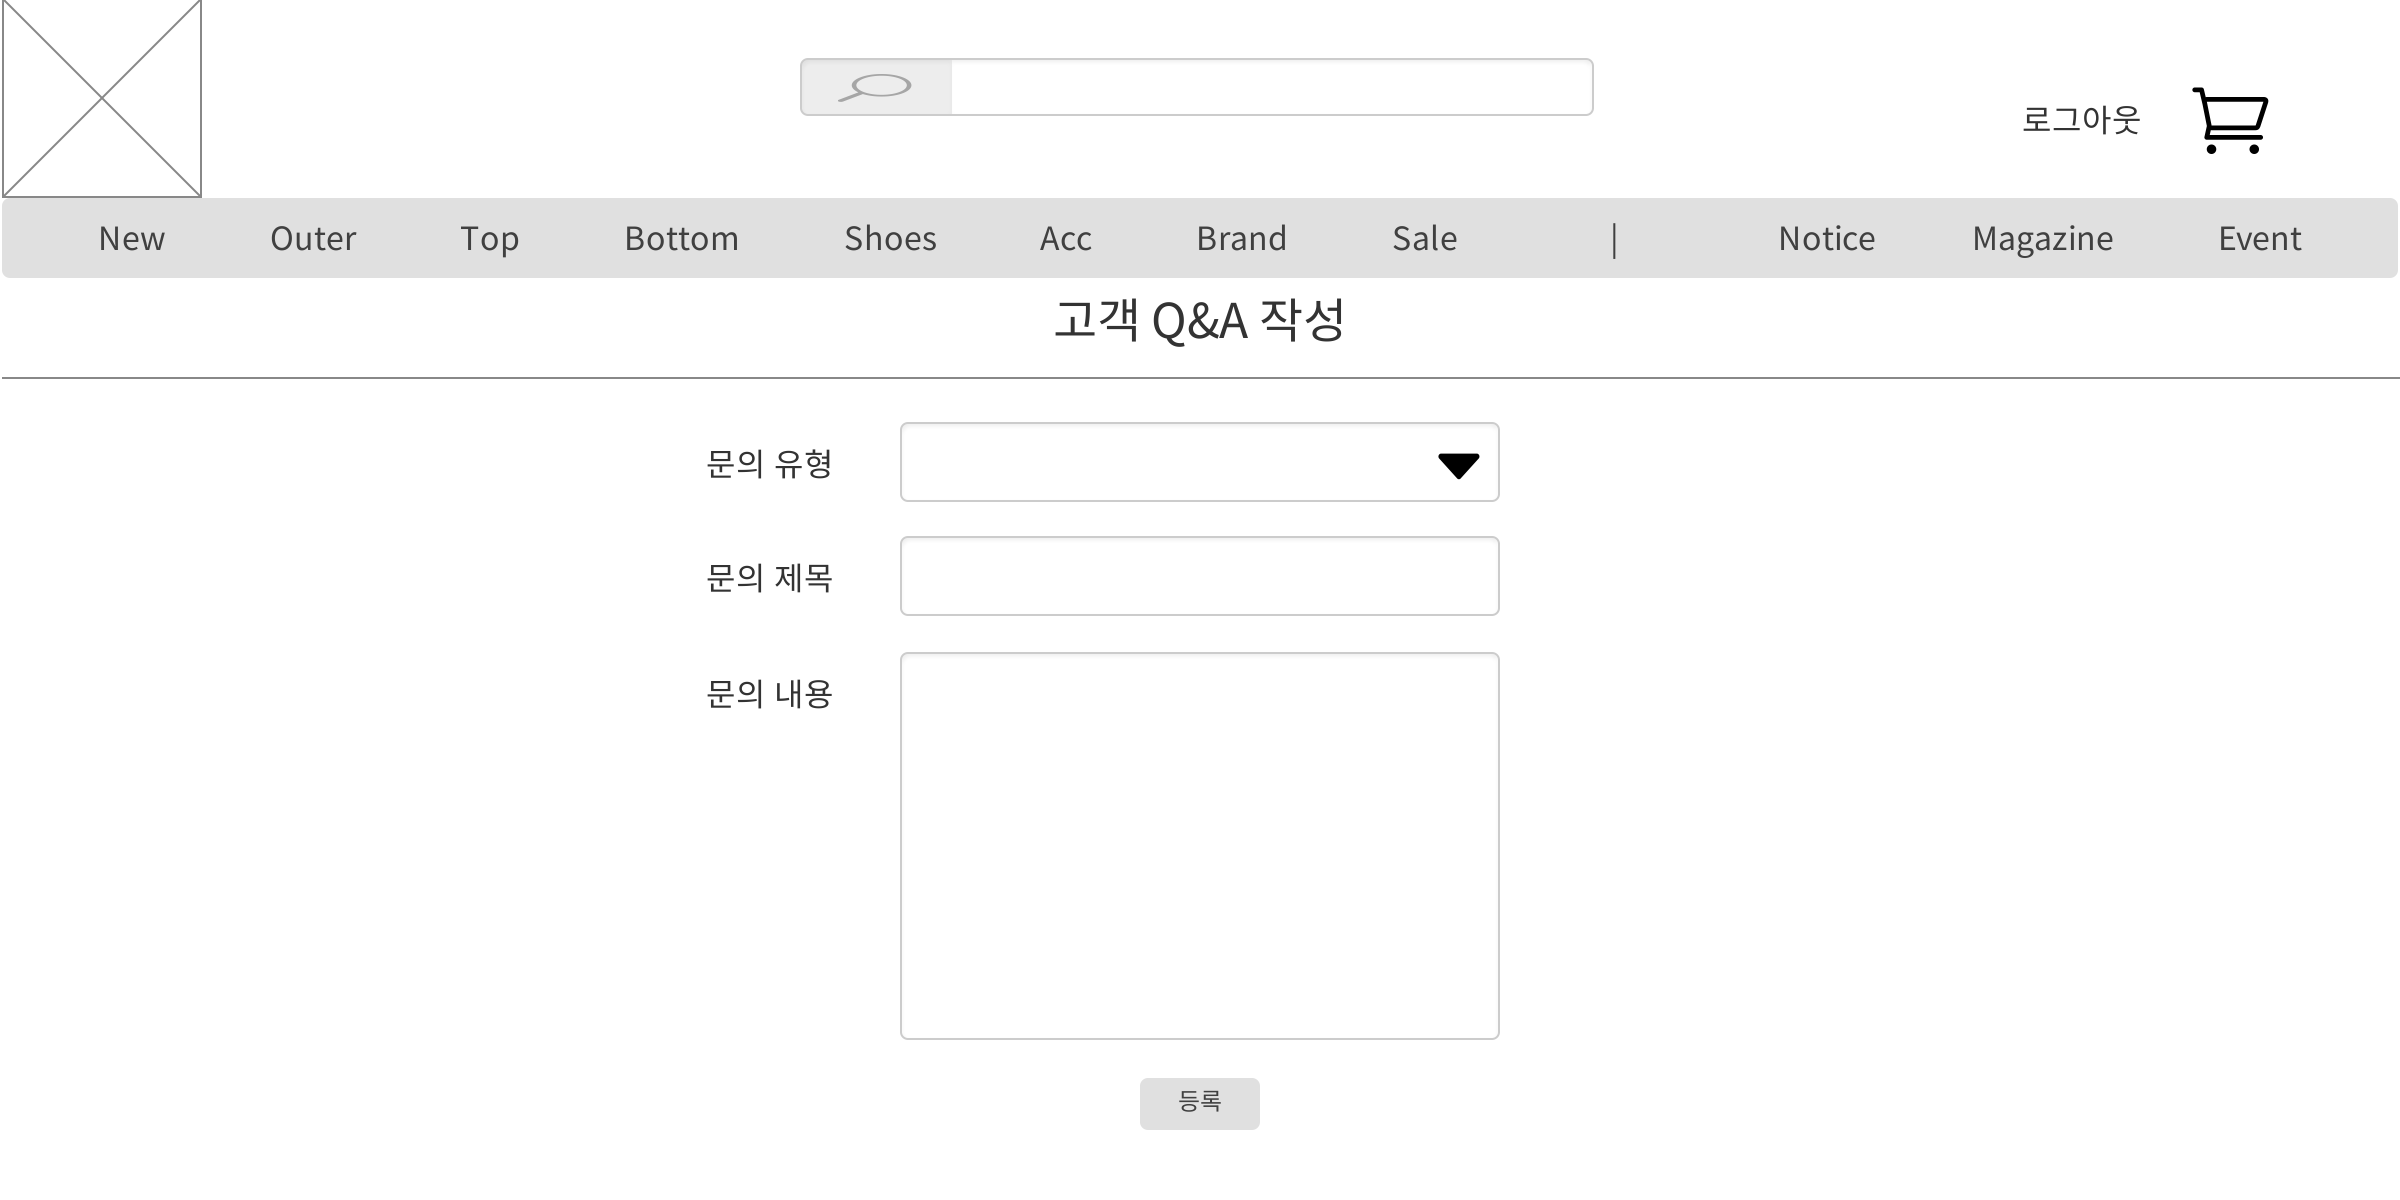 로그아웃
New Outer Top Bottom Shoes Acc Brand Sale | Notice Magazine Event
고객 Q&A 작성
문의 유형
문의 제목
문의 내용
등록